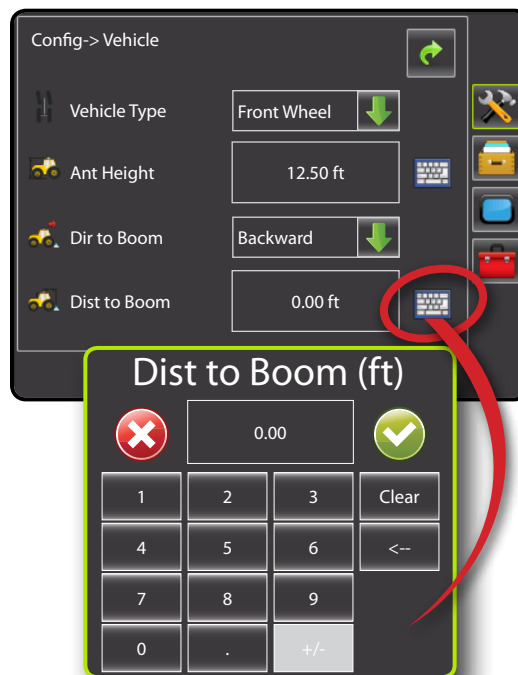 Config-> Vehicle
Vehicle Type Front Wheel
Ant Height 12.50 ft
Dir to Boom Backward
Dist to Boom 0.00 ft
Dist to Boom (ft)
0.00
1 2 3 Clear
4 5 6 <--
7 8 9
0 . +/-